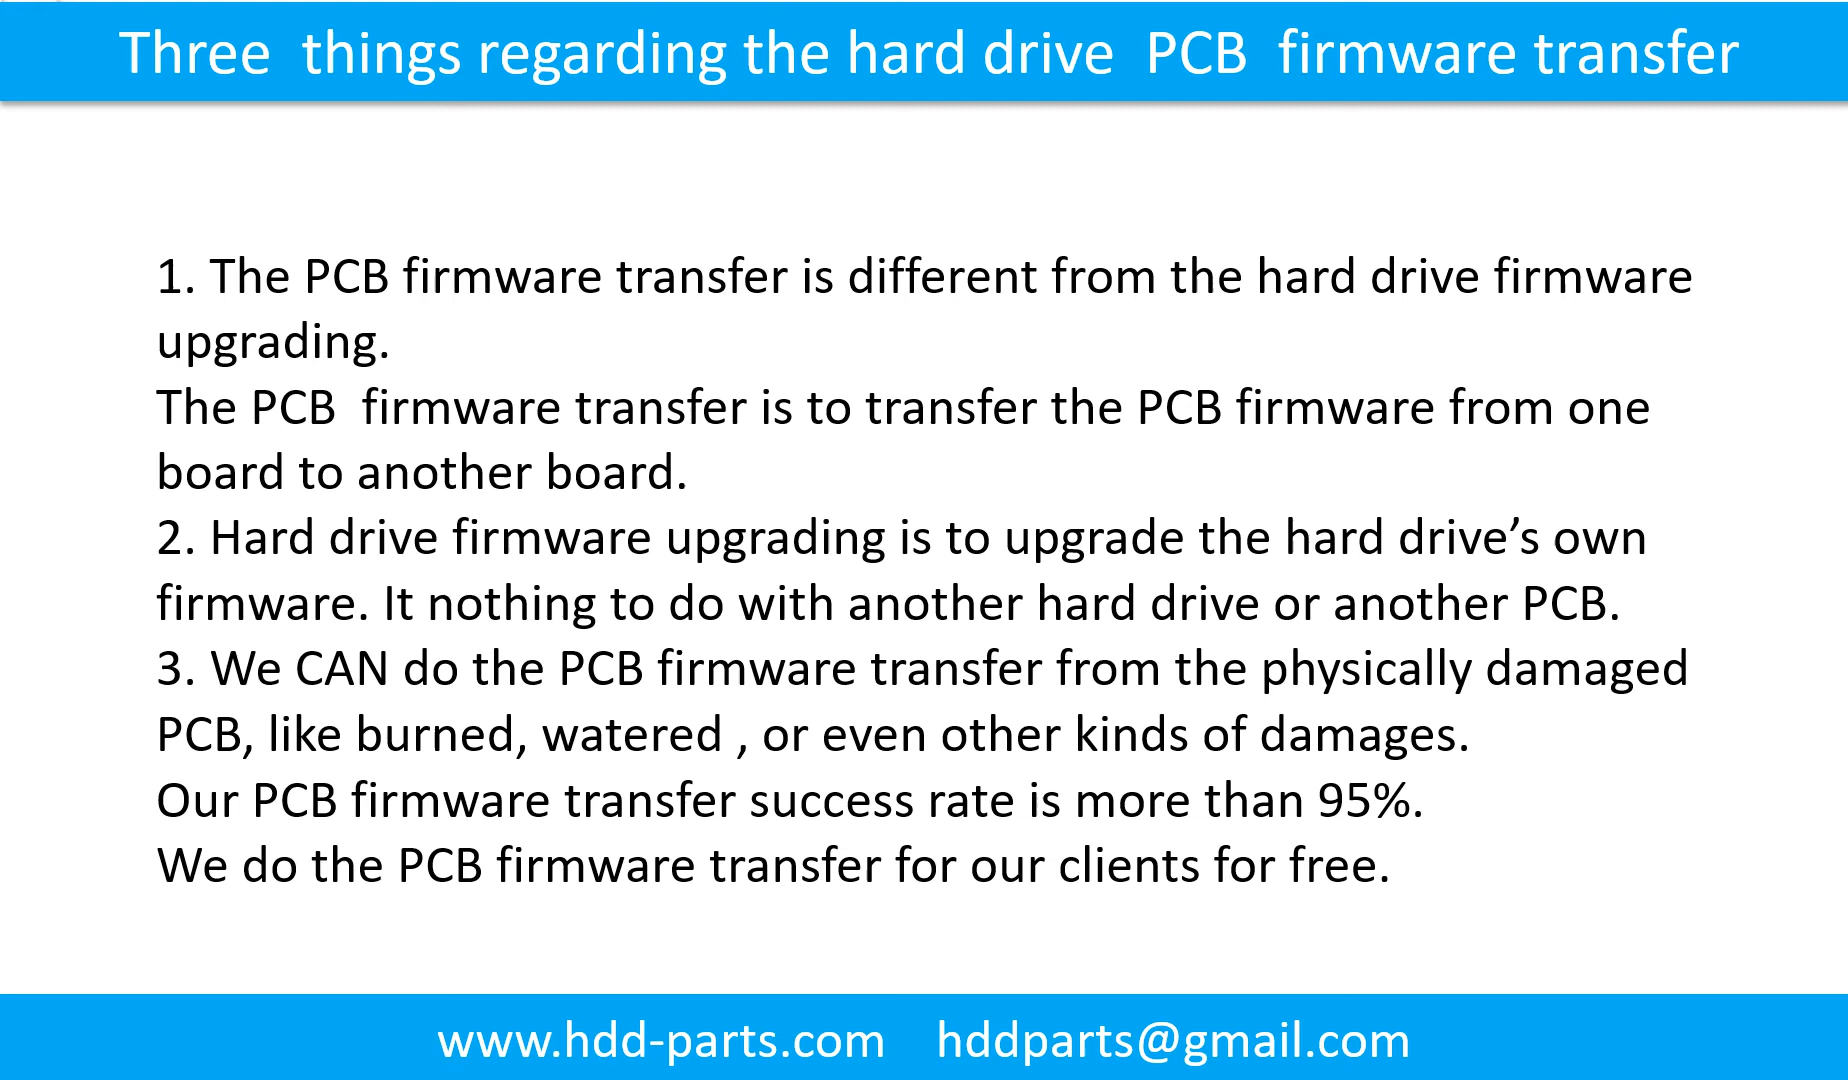 Three  things regarding the hard drive  PCB  firmware transfer
1. The PCB firmware transfer is different from the hard drive firmware
upgrading.
The PCB  firmware transfer is to transfer the PCB firmware from one
board to another board.
2. Hard drive firmware upgrading is to upgrade the hard drive’s own
firmware. It nothing to do with another hard drive or another PCB.
3. We CAN do the PCB firmware transfer from the physically damaged
PCB, like burned, watered , or even other kinds of damages.
Our PCB firmware transfer success rate is more than 95%.
We do the PCB firmware transfer for our clients for free.
www.hdd-parts.com    hddparts@gmail.com